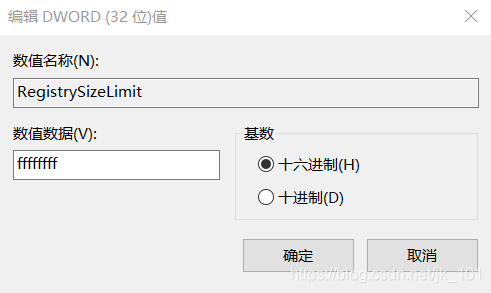 编辑 DWORD (32 位)值
数值名称(N):
RegistrySizeLimit
数值数据(V):
ffffffff
基数
十六进制(H)
十进制(D)
确定
取消
https://blog.csdn.net/jk_101